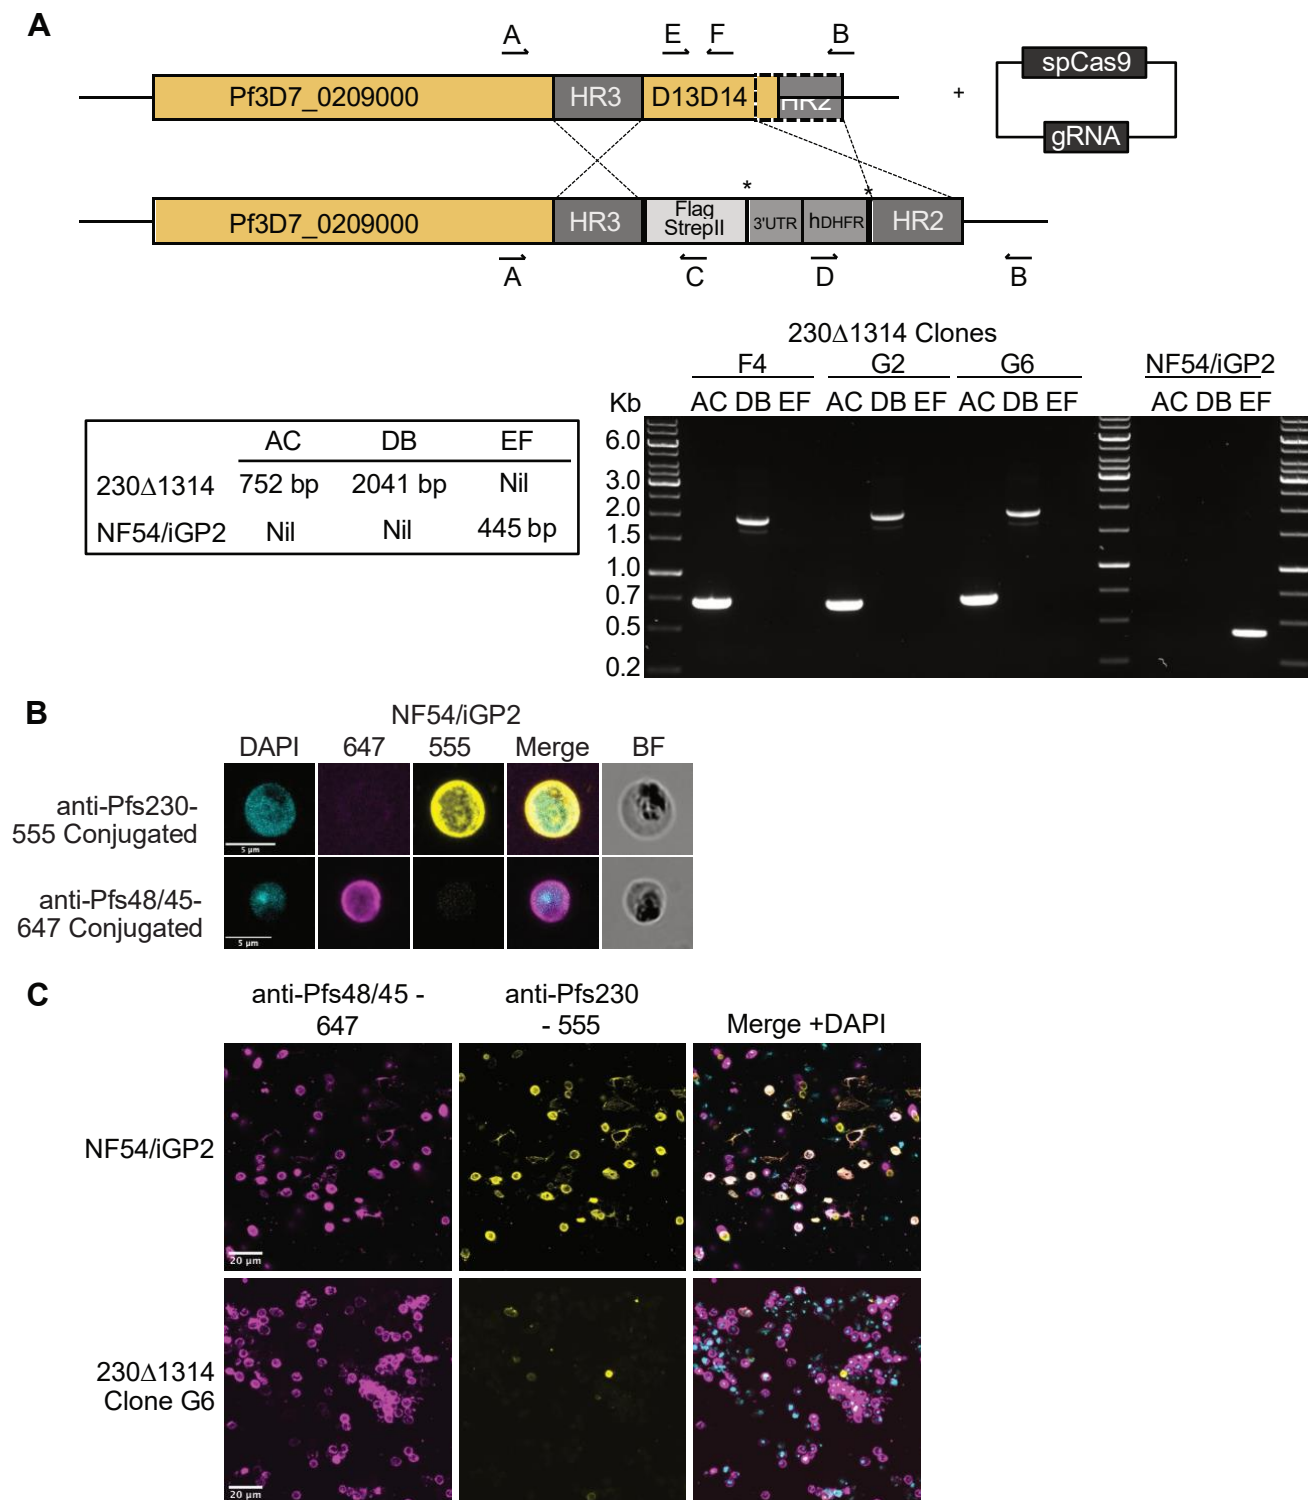 A
A E F B
Pf3D7_0209000 HR3 D13D14 HR2
+
spCas9
gRNA
* *
Pf3D7_0209000 HR3 Flag StrepII 3'UTR hDHFR HR2
A C D B
230Δ1314 Clones
F4 G2 G6 NF54/iGP2
Kb AC DB EF AC DB EF AC DB EF AC DB EF
6.0
3.0
2.0
1.5
1.0
0.7
0.5
0.2
AC DB EF
230Δ1314 752 bp 2041 bp Nil
NF54/iGP2 Nil Nil 445 bp
B
NF54/iGP2
DAPI 647 555 Merge BF
anti-Pfs230-
555 Conjugated
5 μm
anti-Pfs48/45-
647 Conjugated
5 μm
C
anti-Pfs48/45 -
647
anti-Pfs230
- 555
Merge +DAPI
NF54/iGP2
20 μm
230Δ1314
Clone G6
20 μm